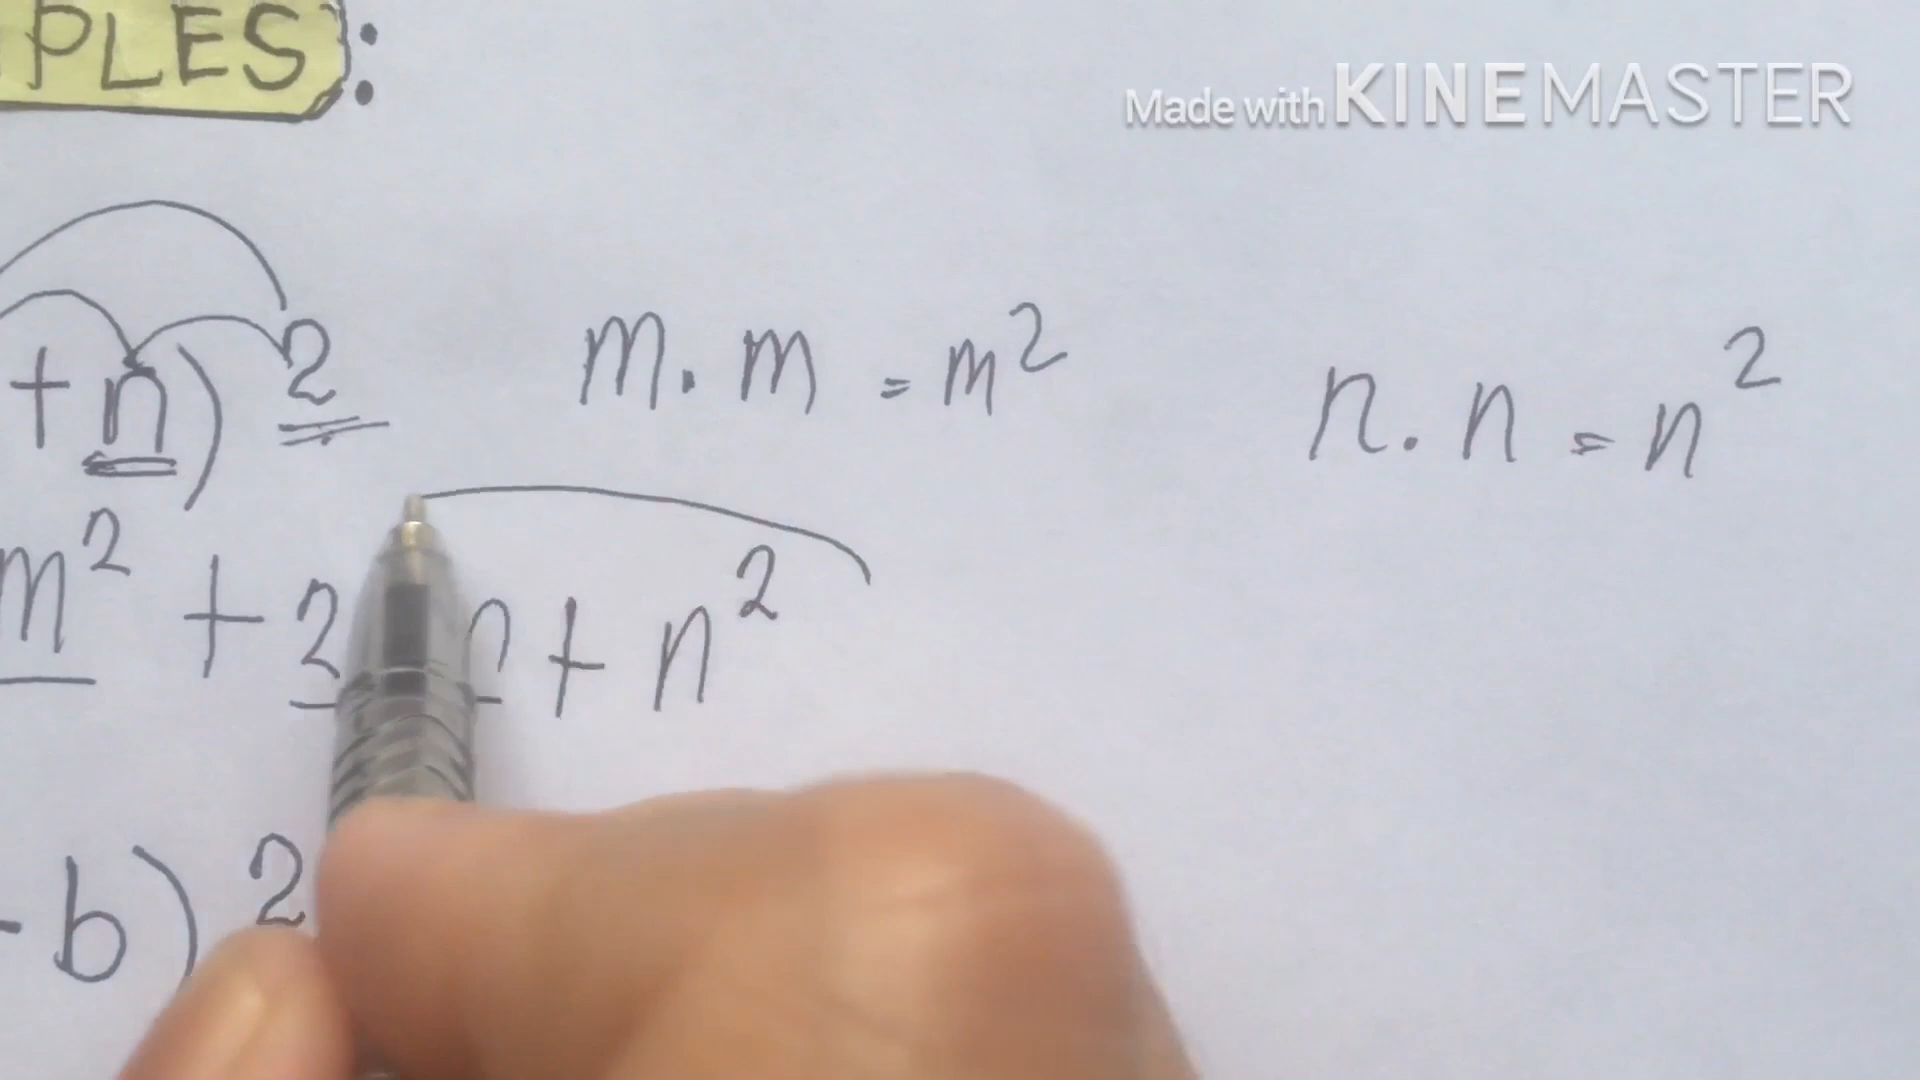 PLES:
Made with KINEMASTER
+ n)² m . m = m² n . n = n²
m² + 2 n + n²
- b)²